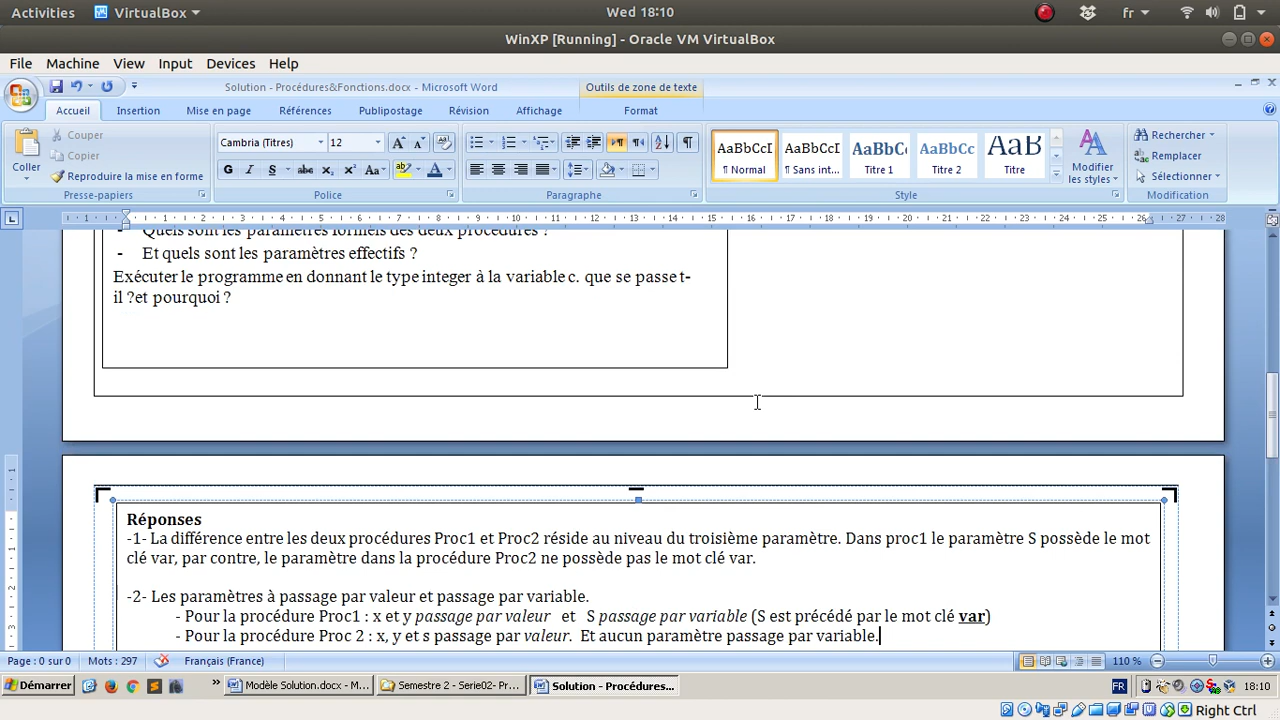 Activities VirtualBox Wed 18:10 fr
WinXP [Running] - Oracle VM VirtualBox
File Machine View Input Devices Help
Solution - Procédures&Fonctions.docx - Microsoft Word Outils de zone de texte
Accueil Insertion Mise en page Références Publipostage Révision Affichage Format
Coller
Couper
Copier
Reproduire la mise en forme
Presse-papiers
Cambria (Titres) 12
Police
Paragraphe
AaBbCcI AaBbCcI AaBbC AaBbCc AaB
¶ Normal ¶ Sans int... Titre 1 Titre 2 Titre
Modifier les styles
Style
Rechercher
Remplacer
Sélectionner
Modification
- Quels sont les paramètres formels des deux procédures ?
- Et quels sont les paramètres effectifs ?
Exécuter le programme en donnant le type integer à la variable c. que se passe t-
il ?et pourquoi ?
Réponses
-1- La différence entre les deux procédures Proc1 et Proc2 réside au niveau du troisième paramètre. Dans proc1 le paramètre S possède le mot
clé var, par contre, le paramètre dans la procédure Proc2 ne possède pas le mot clé var.
-2- Les paramètres à passage par valeur et passage par variable.
- Pour la procédure Proc1 : x et y passage par valeur et S passage par variable (S est précédé par le mot clé var)
- Pour la procédure Proc 2 : x, y et s passage par valeur. Et aucun paramètre passage par variable.
Page : 0 sur 0 Mots : 297 Français (France) 110 %
Démarrer Modèle Solution.docx - M... Semestre 2 - Serie02- Pr... Solution - Procédures... FR 18:10
Right Ctrl